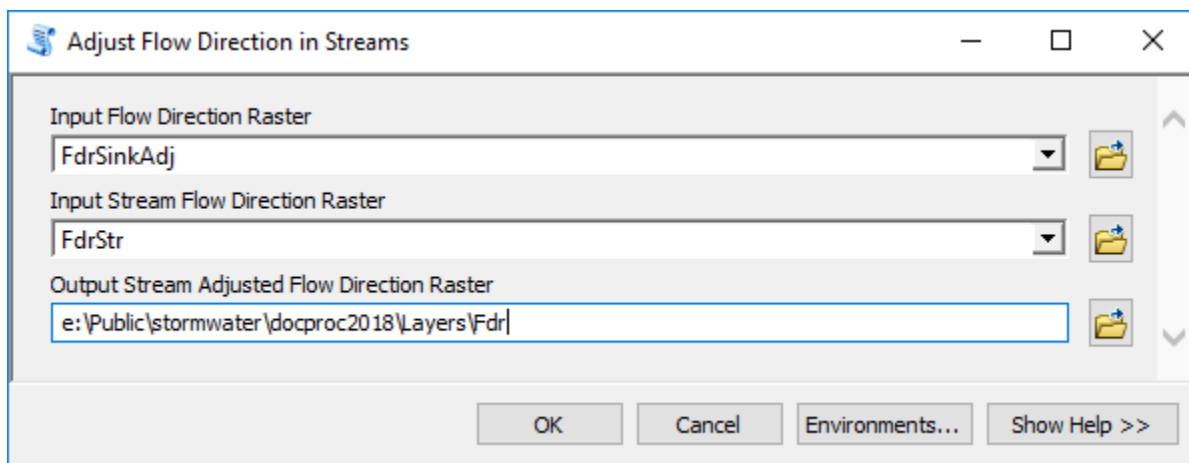 Adjust Flow Direction in Streams
Input Flow Direction Raster
FdrSinkAdj
Input Stream Flow Direction Raster
FdrStr
Output Stream Adjusted Flow Direction Raster
e:\Public\stormwater\docproc2018\Layers\Fdr
OK Cancel Environments... Show Help >>